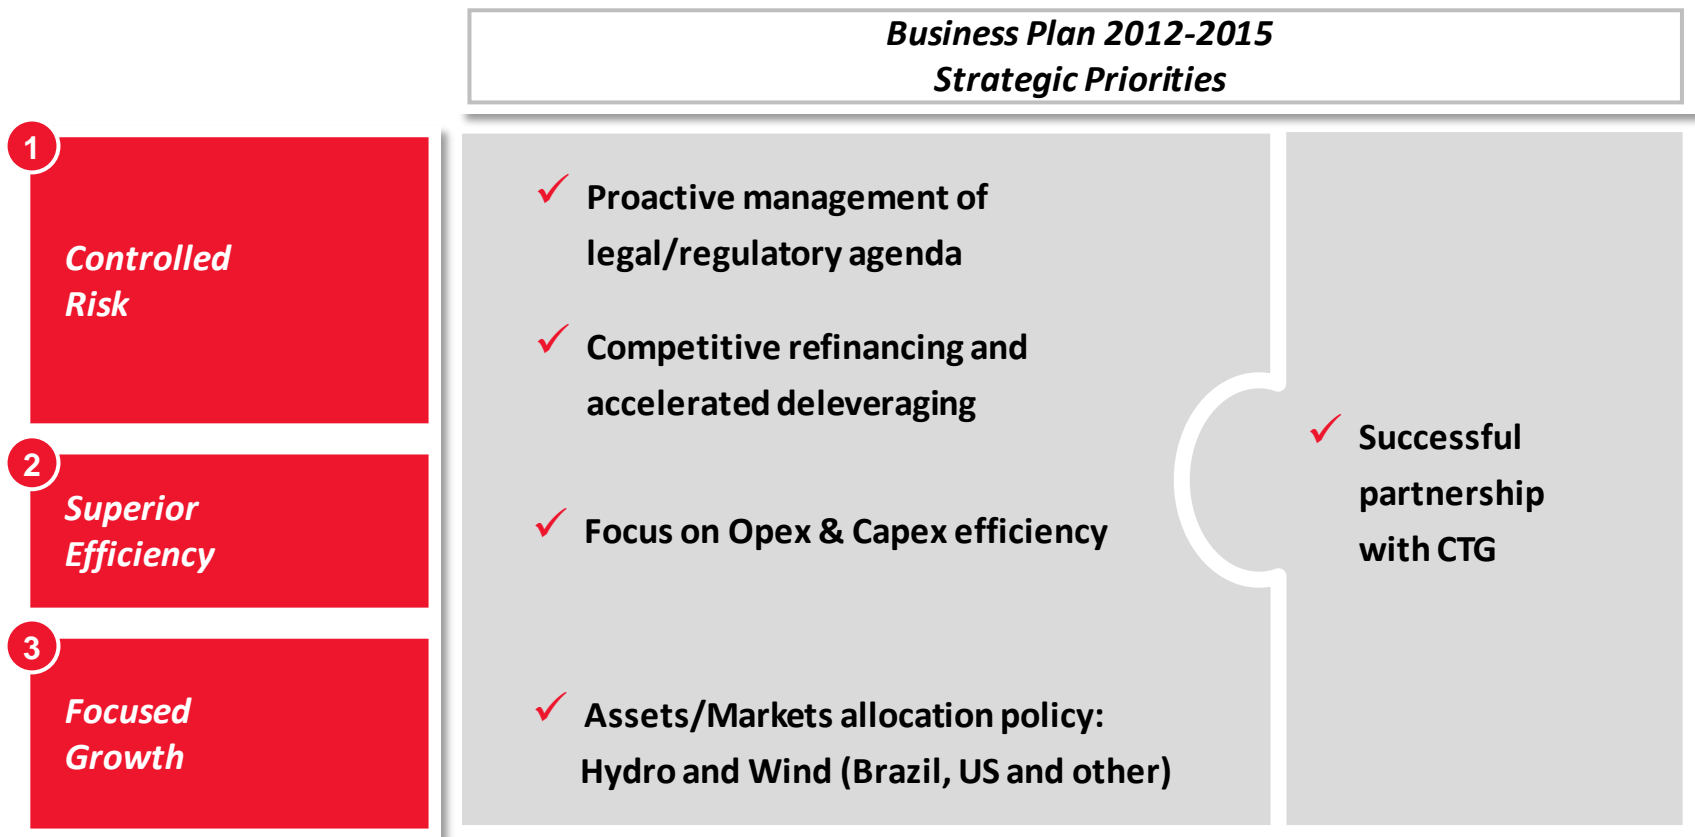 Business Plan 2012-2015
Strategic Priorities
1
Controlled
Risk
Proactive management of
legal/regulatory agenda
Competitive refinancing and
accelerated deleveraging
2
Superior
Efficiency
Focus on Opex & Capex efficiency
3
Focused
Growth
Assets/Markets allocation policy:
Hydro and Wind (Brazil, US and other)
Successful
partnership
with CTG